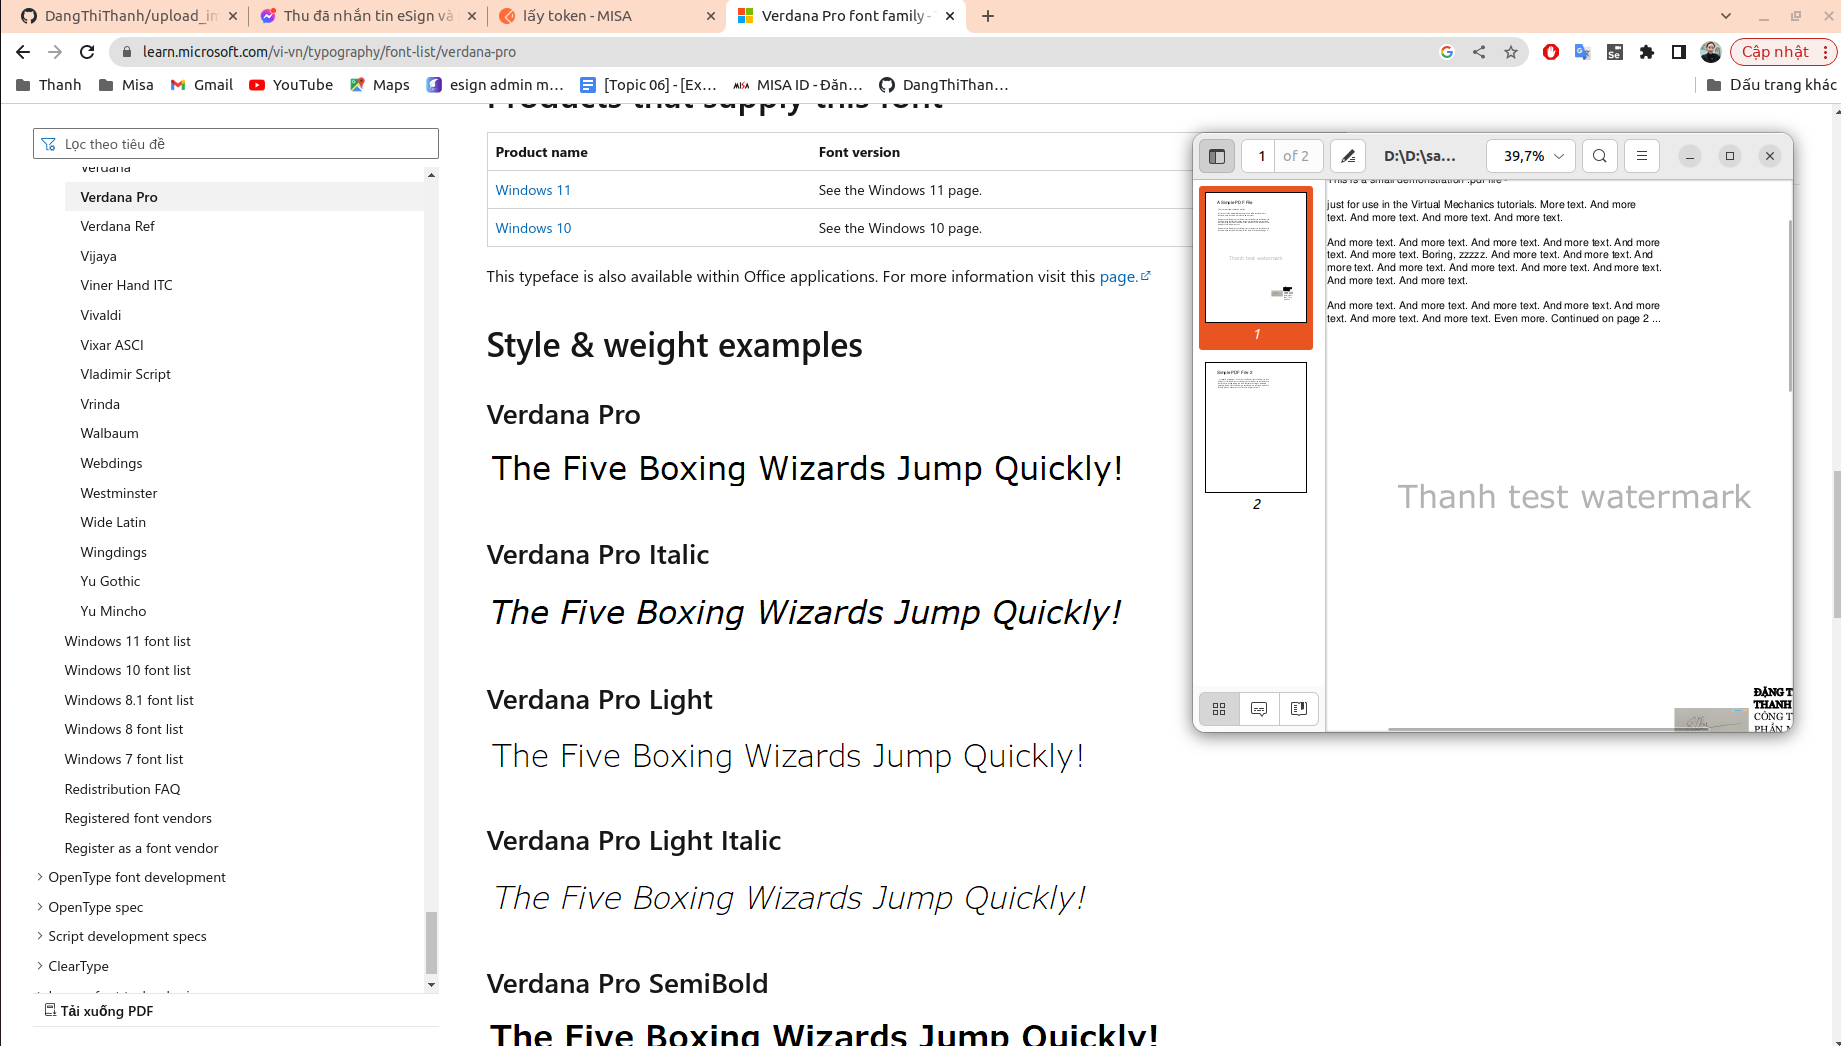 DangThiThanh/upload_im
Thu đã nhắn tin eSign và
lấy token - MISA
Verdana Pro font family -
learn.microsoft.com/vi-vn/typography/font-list/verdana-pro
Cập nhật
Thanh
Misa
Gmail
YouTube
Maps
esign admin m...
[Topic 06] - [Ex...
MISA ID - Đăn...
DangThiThan...
Dấu trang khác
Lọc theo tiêu đề
Verdana
Verdana Pro
Verdana Ref
Vijaya
Viner Hand ITC
Vivaldi
Vixar ASCI
Vladimir Script
Vrinda
Walbaum
Webdings
Westminster
Wide Latin
Wingdings
Yu Gothic
Yu Mincho
Windows 11 font list
Windows 10 font list
Windows 8.1 font list
Windows 8 font list
Windows 7 font list
Redistribution FAQ
Registered font vendors
Register as a font vendor
OpenType font development
OpenType spec
Script development specs
ClearType
Tải xuống PDF
Products that supply this font
Product name Font version
Windows 11 See the Windows 11 page.
Windows 10 See the Windows 10 page.
This typeface is also available within Office applications. For more information visit this page.
Style & weight examples
Verdana Pro
The Five Boxing Wizards Jump Quickly!
Verdana Pro Italic
The Five Boxing Wizards Jump Quickly!
Verdana Pro Light
The Five Boxing Wizards Jump Quickly!
Verdana Pro Light Italic
The Five Boxing Wizards Jump Quickly!
Verdana Pro SemiBold
The Five Boxing Wizards Jump Quickly!
1 of 2
D:\D:\sa...
39,7%
A Simple PDF File
Thanh test watermark
1
Simple PDF File 2
2
This is a small demonstration .pdf file -
just for use in the Virtual Mechanics tutorials. More text. And more
text. And more text. And more text. And more text.
And more text. And more text. And more text. And more text. And more
text. And more text. Boring, zzzzz. And more text. And more text. And
more text. And more text. And more text. And more text. And more text.
And more text. And more text.
And more text. And more text. And more text. And more text. And more
text. And more text. And more text. Even more. Continued on page 2 ...
Thanh test watermark
ĐẶNG T
THANH
CÔNG T
PHẦN M